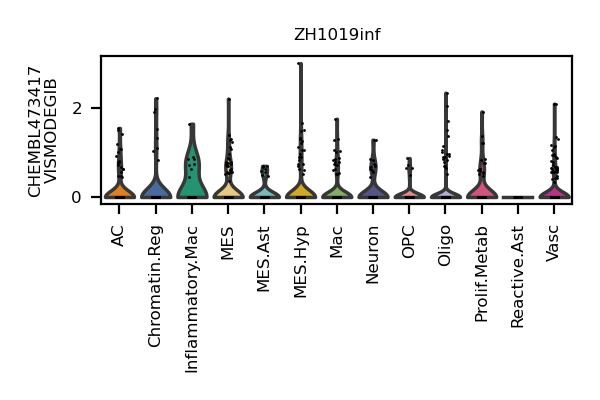 ZH1019inf
CHEMBL473417
VISMODEGIB
2
0
AC
Chromatin.Reg
Inflammatory.Mac
MES
MES.Ast
MES.Hyp
Mac
Neuron
OPC
Oligo
Prolif.Metab
Reactive.Ast
Vasc